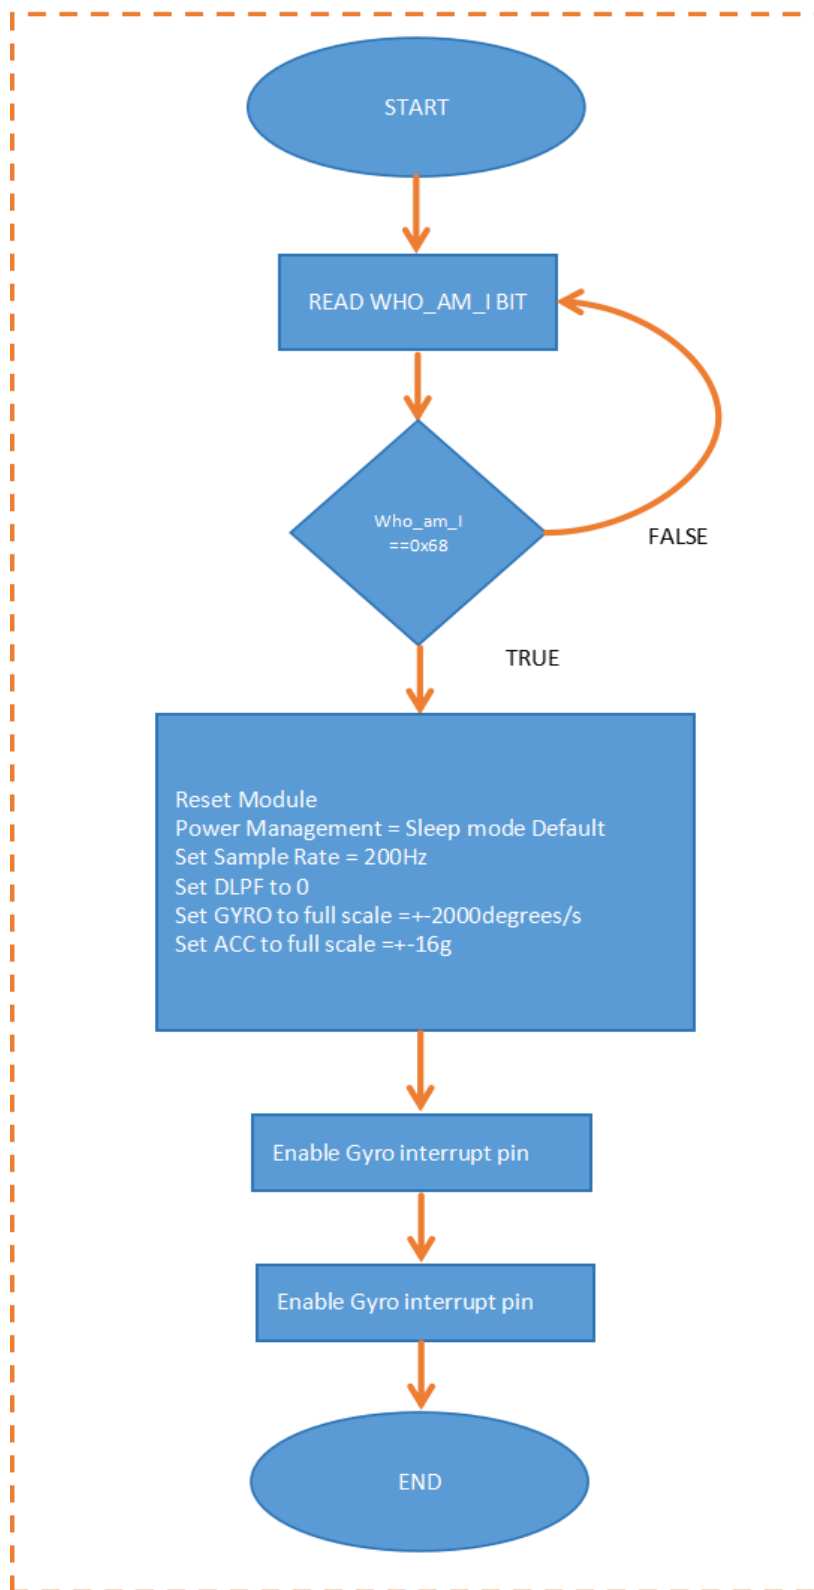 START
READ WHO_AM_I BIT
Who_am_I
==0x68
FALSE
TRUE
Reset Module
Power Management = Sleep mode Default
Set Sample Rate = 200Hz
Set DLPF to 0
Set GYRO to full scale =+-2000degrees/s
Set ACC to full scale =+-16g
Enable Gyro interrupt pin
Enable Gyro interrupt pin
END